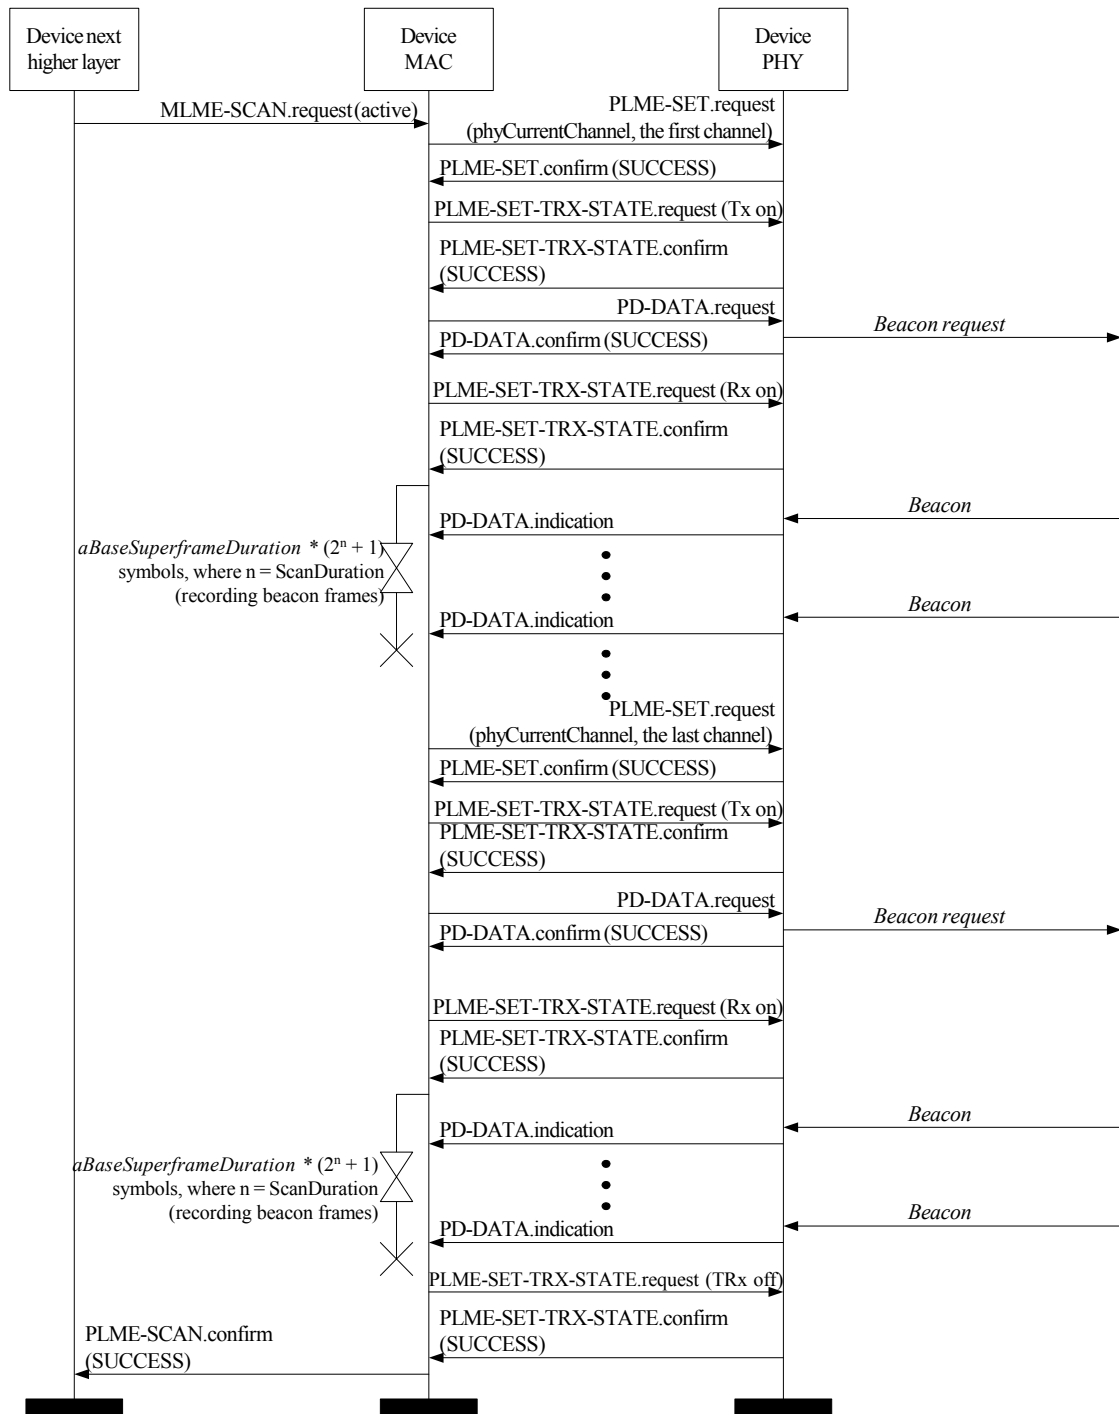 Device next
higher layer
Device
MAC
Device
PHY
MLME-SCAN.request (active)
PLME-SET.request
(phyCurrentChannel, the first channel)
PLME-SET.confirm (SUCCESS)
PLME-SET-TRX-STATE.request (Tx on)
PLME-SET-TRX-STATE.confirm
(SUCCESS)
PD-DATA.request
Beacon request
PD-DATA.confirm (SUCCESS)
PLME-SET-TRX-STATE.request (Rx on)
PLME-SET-TRX-STATE.confirm
(SUCCESS)
Beacon
PD-DATA.indication
aBaseSuperframeDuration * (2ⁿ + 1)
symbols, where n = ScanDuration
(recording beacon frames)
Beacon
PD-DATA.indication
PLME-SET.request
(phyCurrentChannel, the last channel)
PLME-SET.confirm (SUCCESS)
PLME-SET-TRX-STATE.request (Tx on)
PLME-SET-TRX-STATE.confirm
(SUCCESS)
PD-DATA.request
Beacon request
PD-DATA.confirm (SUCCESS)
PLME-SET-TRX-STATE.request (Rx on)
PLME-SET-TRX-STATE.confirm
(SUCCESS)
Beacon
PD-DATA.indication
aBaseSuperframeDuration * (2ⁿ + 1)
symbols, where n = ScanDuration
(recording beacon frames)
Beacon
PD-DATA.indication
PLME-SET-TRX-STATE.request (TRx off)
PLME-SET-TRX-STATE.confirm
(SUCCESS)
PLME-SCAN.confirm
(SUCCESS)